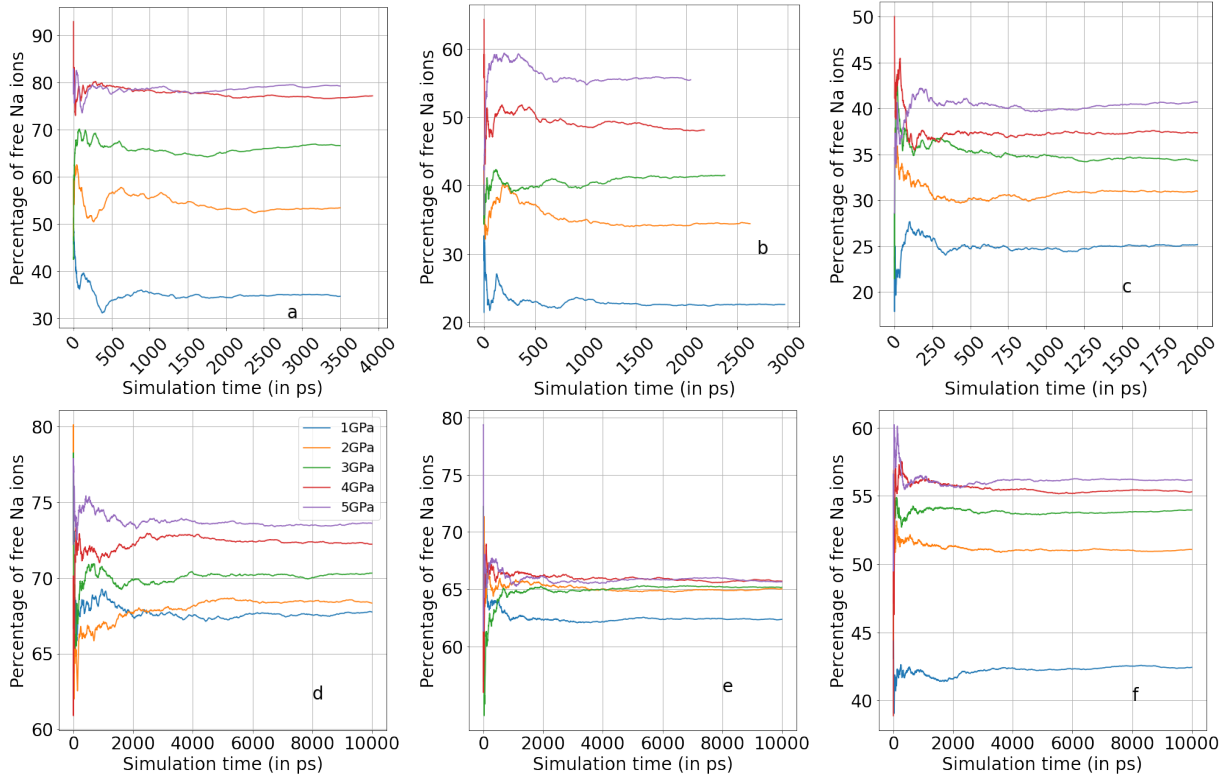 90
80
70
60
50
40
30
Percentage of free Na ions
0
500
1000
1500
2000
2500
3000
3500
4000
Simulation time (in ps)
a
60
50
40
30
20
Percentage of free Na ions
0
500
1000
1500
2000
2500
3000
Simulation time (in ps)
b
50
45
40
35
30
25
20
Percentage of free Na ions
0
250
500
750
1000
1250
1500
1750
2000
Simulation time (in ps)
c
80
75
70
65
60
Percentage of free Na ions
1GPa
2GPa
3GPa
4GPa
5GPa
0 2000 4000 6000 8000 10000
Simulation time (in ps)
d
80
75
70
65
60
Percentage of free Na ions
0 2000 4000 6000 8000 10000
Simulation time (in ps)
e
60
55
50
45
40
Percentage of free Na ions
0 2000 4000 6000 8000 10000
Simulation time (in ps)
f